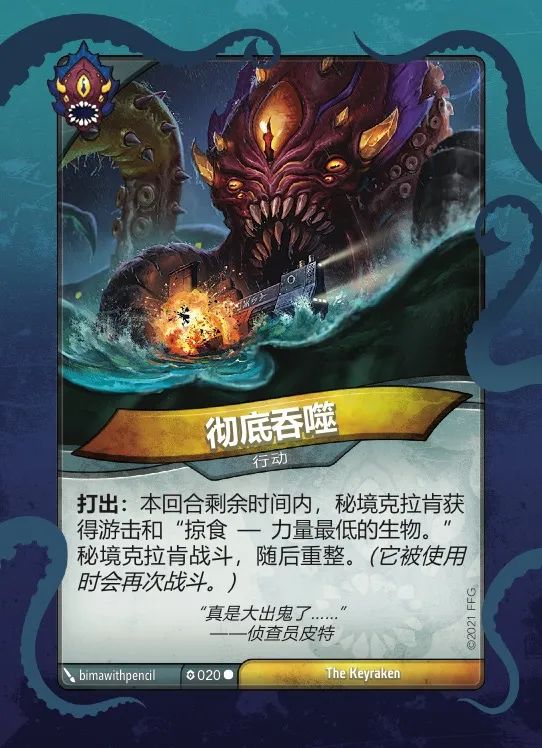 彻底吞噬
行动
打出：本回合剩余时间内，秘境克拉肯获
得游击和“掠食 — 力量最低的生物。”
秘境克拉肯战斗，随后重整。(它被使用
时会再次战斗。)
“真是大出鬼了……”
——侦查员皮特
©2021 FFG
bimawithpencil
020
The Keyraken